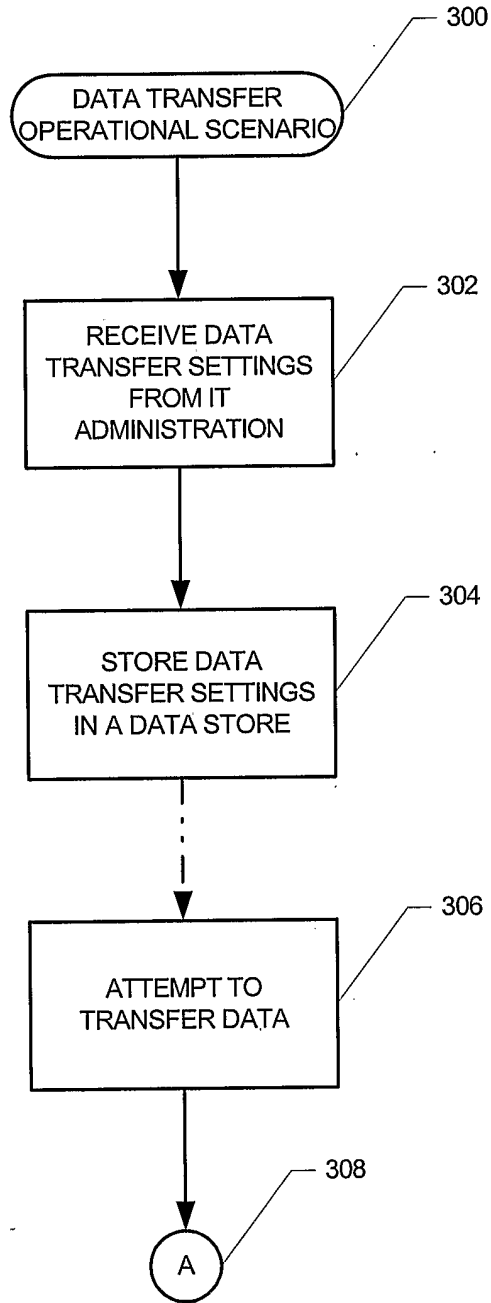 300
DATA TRANSFER
OPERATIONAL SCENARIO
302
RECEIVE DATA
TRANSFER SETTINGS
FROM IT
ADMINISTRATION
304
STORE DATA
TRANSFER SETTINGS
IN A DATA STORE
306
ATTEMPT TO
TRANSFER DATA
308
A